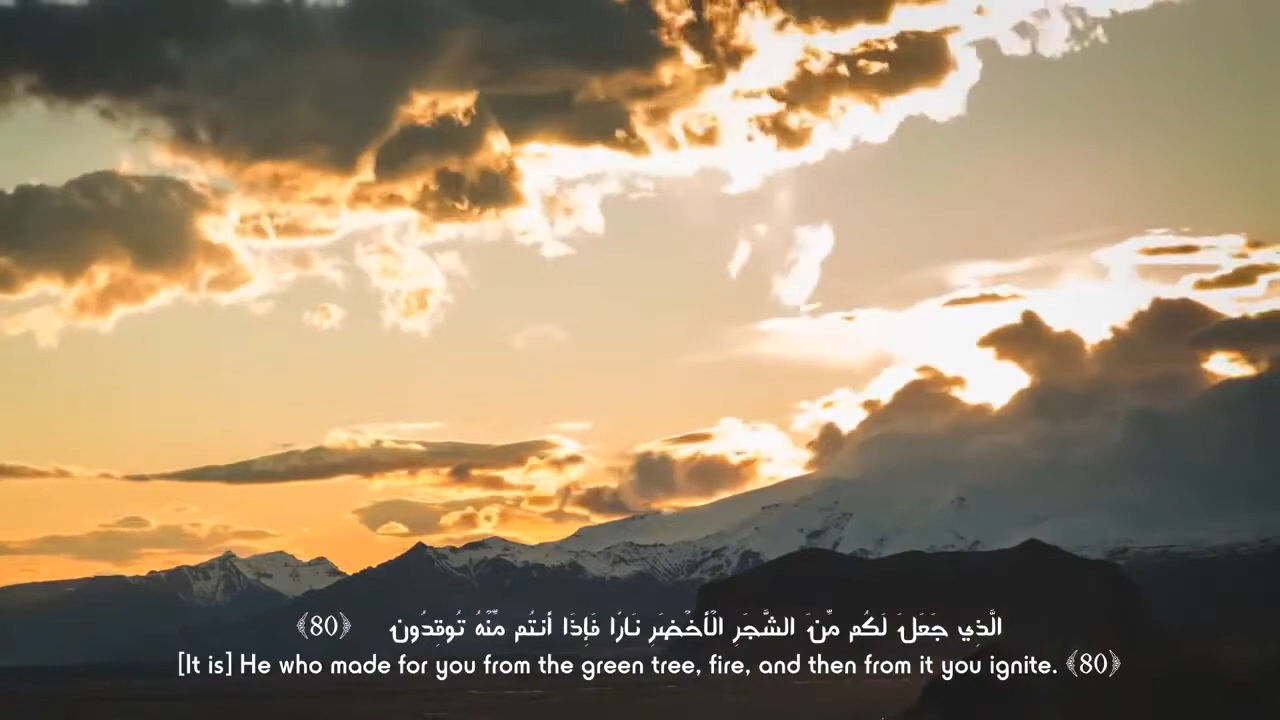 الَّذِي جَعَلَ لَكُم مِّنَ الشَّجَرِ الْأَخْضَرِ نَارًا فَإِذَا أَنتُم مِّنْهُ تُوقِدُونَ ﴿80﴾
[It is] He who made for you from the green tree, fire, and then from it you ignite. ﴿80﴾